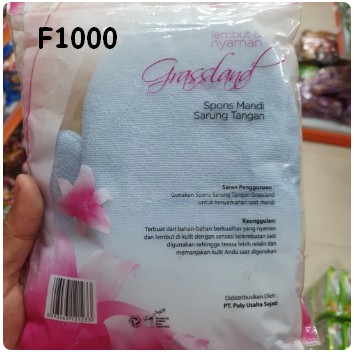 F1000
lembut &
nyaman
Grassland
Spons Mandi
Sarung Tangan
Saran Penggunaan :
Gunakan Spons Sarung Tangan Grassland
untuk kenyamanan saat mandi
Keunggulan:
Terbuat dari bahan-bahan berkualitas yang nyaman
dan lembut di kulit dengan sensasi kelembutan saat
digunakan sehingga terasa lebih relaks dan
memanjakan kulit Anda saat digunakan
Didistribusikan Oleh :
PT. Poly Usaha Sejati